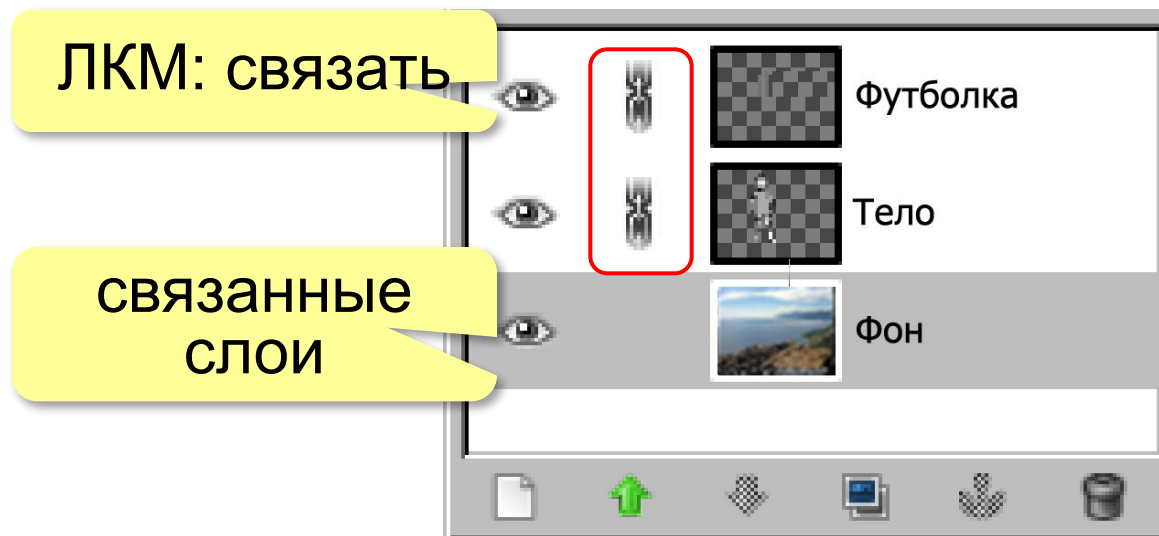 ЛКМ: связать
Футболка
Тело
связанные
слои
Фон